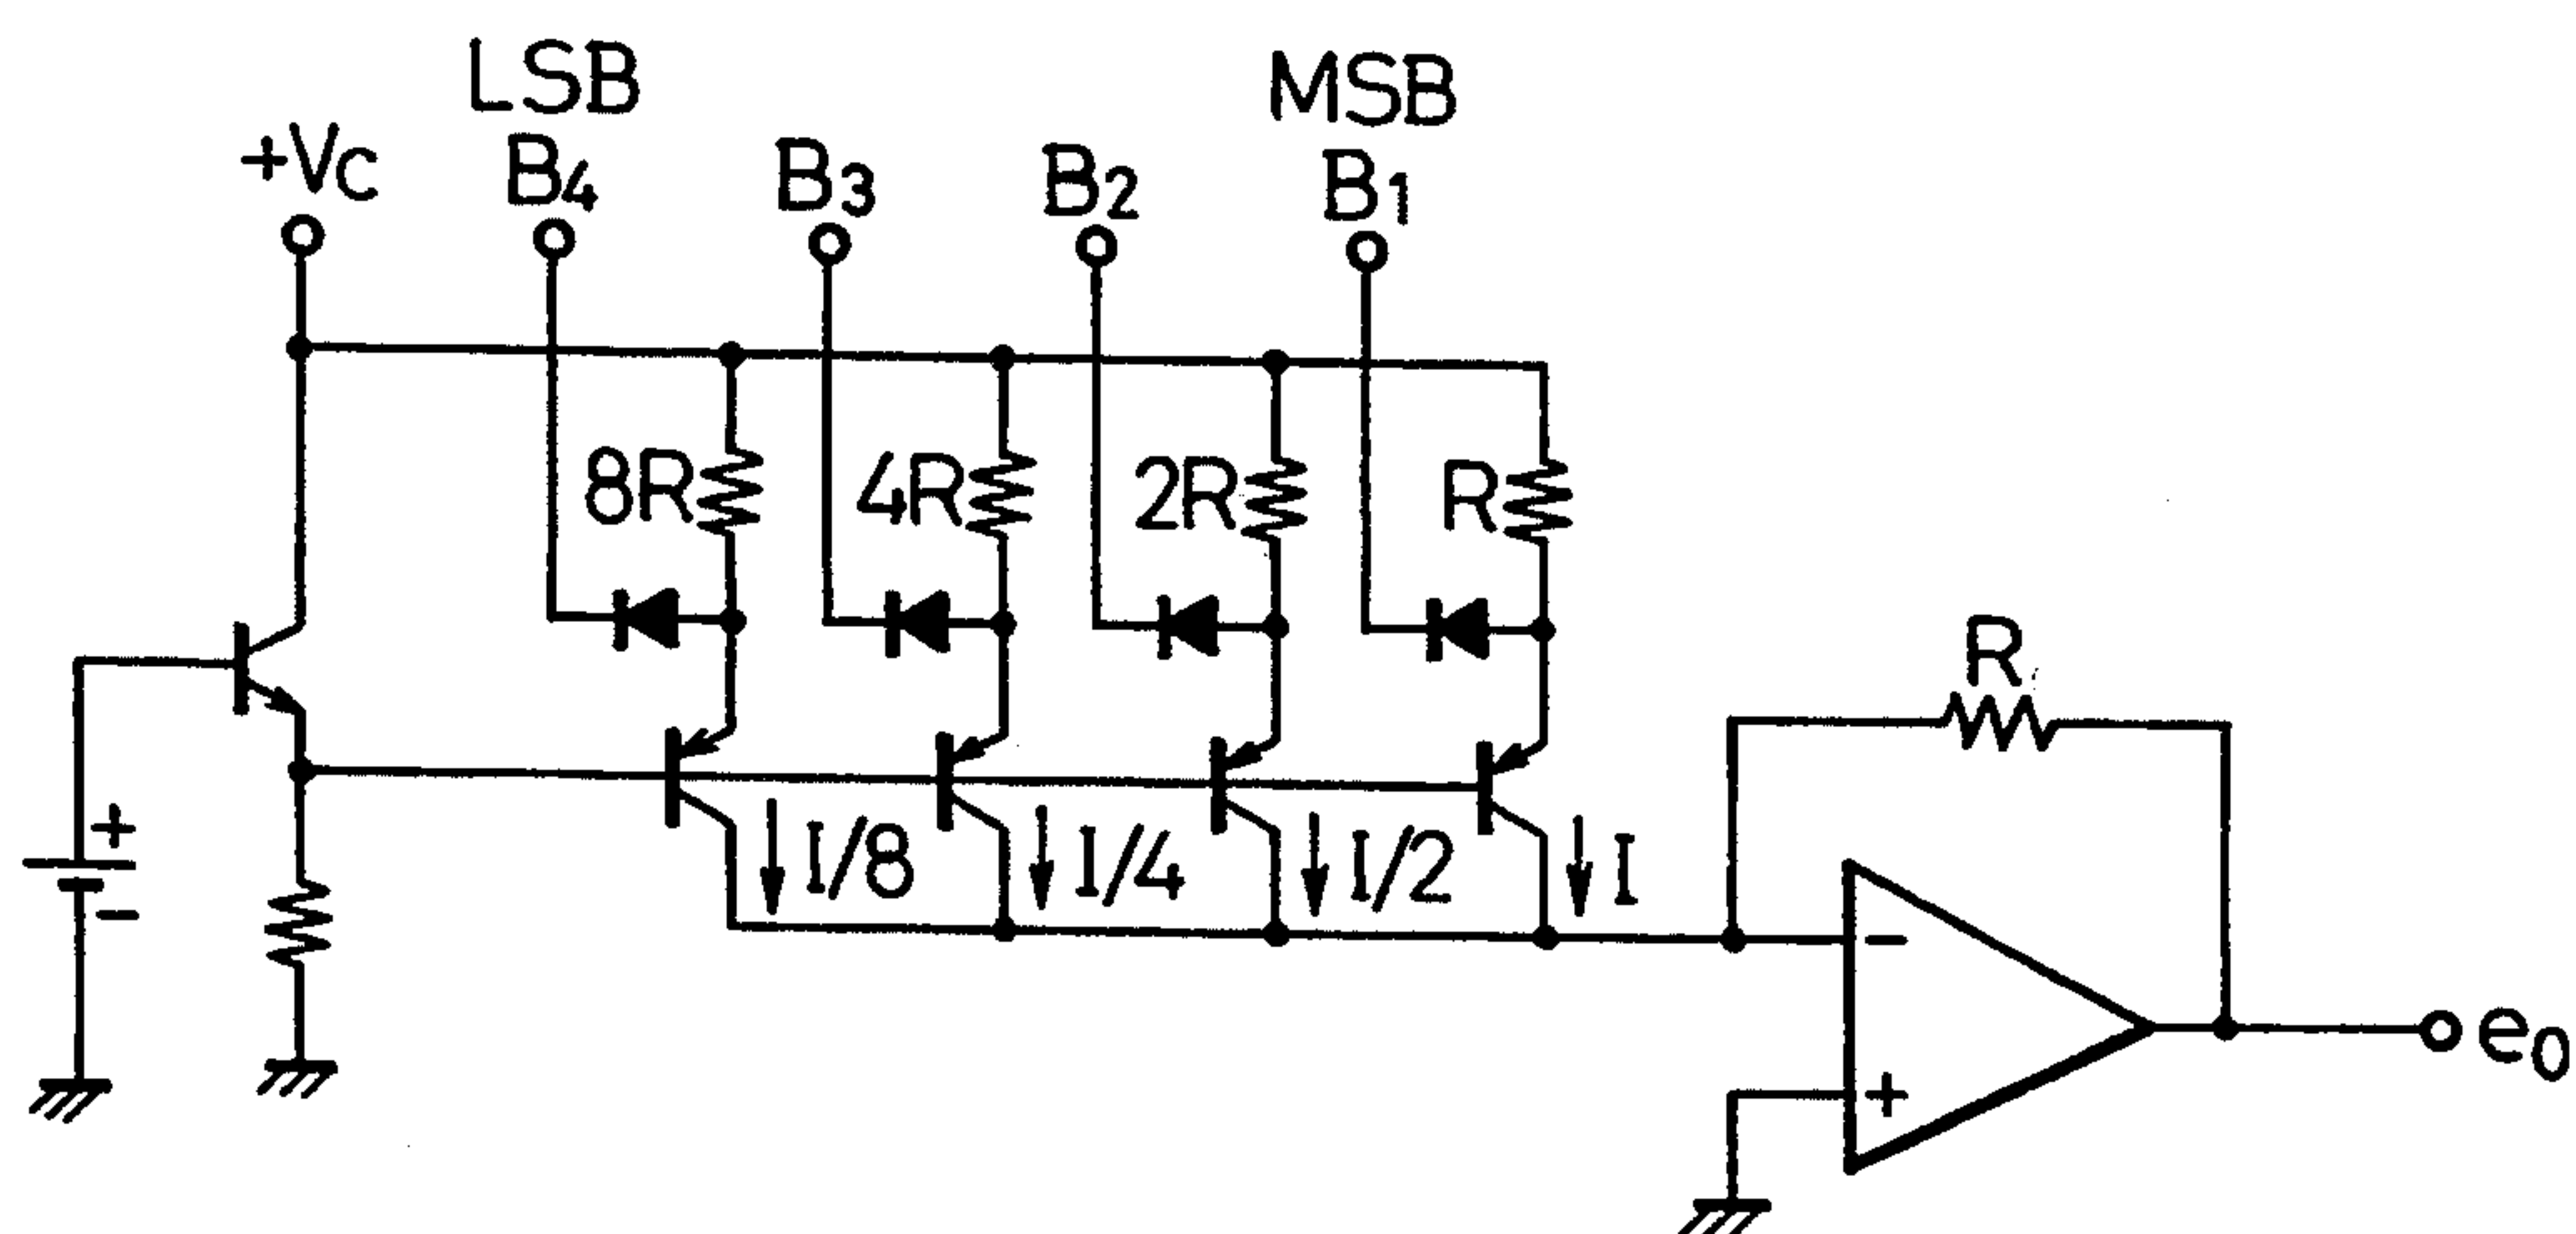 LSB MSB
+VC B4 B3 B2 B1
8R 4R 2R R
R
+
−
I/8 I/4 I/2 I
−
+
e0